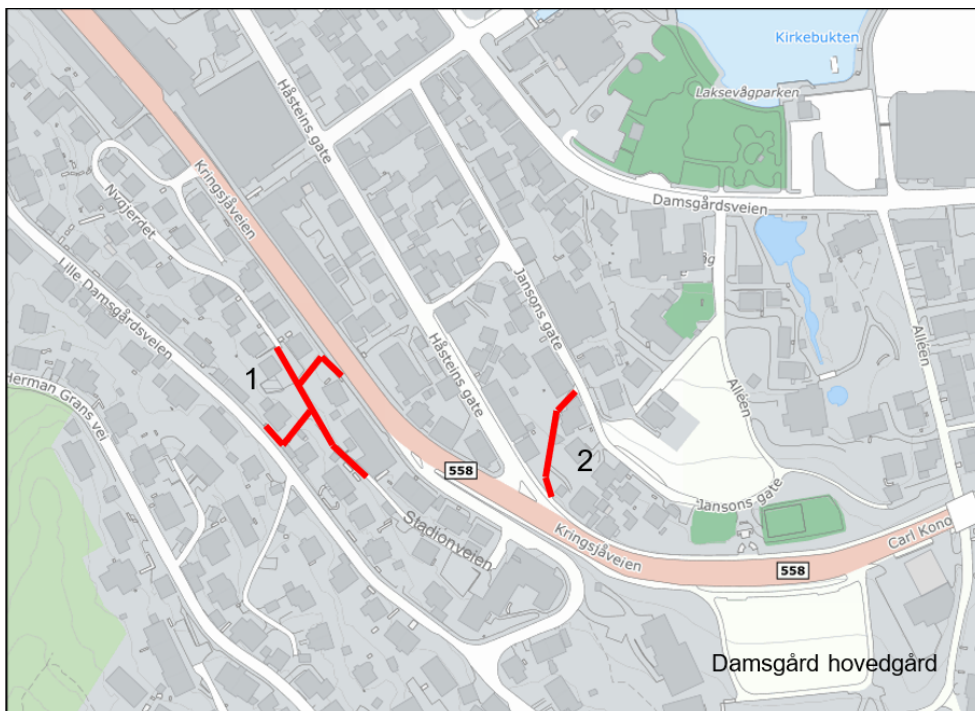 Kirkebukten
Laksevågparken
Håsteins gate
Kringsjåveien
Damsgårdsveien
Nygjerdet
Lille Damsgårdsveien
Jansons gate
Håsteins gate
Alléen
Alléen
Herman Grans vei
1
2
558
Stadionveien
Jansons gate
Kringsjåveien
558
Carl Kono
Damsgård hovedgård